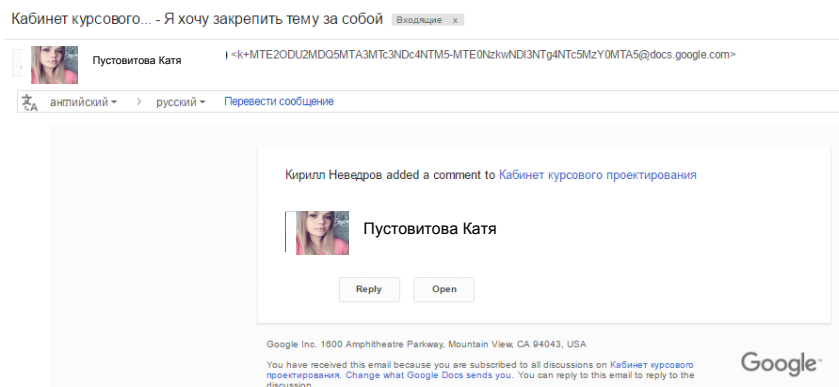 Кабинет курсового... - Я хочу закрепить тему за собой Входящие x
Пустовитова Катя <k+MTE2ODU2MDQ5MTA3MTc3NDc4NTM5-MTE0NzkwNDI3NTg4NTc5MzY0MTA5@docs.google.com>
английский > русский Перевести сообщение
Кирилл Неведров added a comment to Кабинет курсового проектирования
Пустовитова Катя
Reply Open
Google Inc. 1600 Amphitheatre Parkway, Mountain View, CA 94043, USA
You have received this email because you are subscribed to all discussions on Кабинет курсового
проектирования. Change what Google Docs sends you. You can reply to this email to reply to the
discussion.
Google™